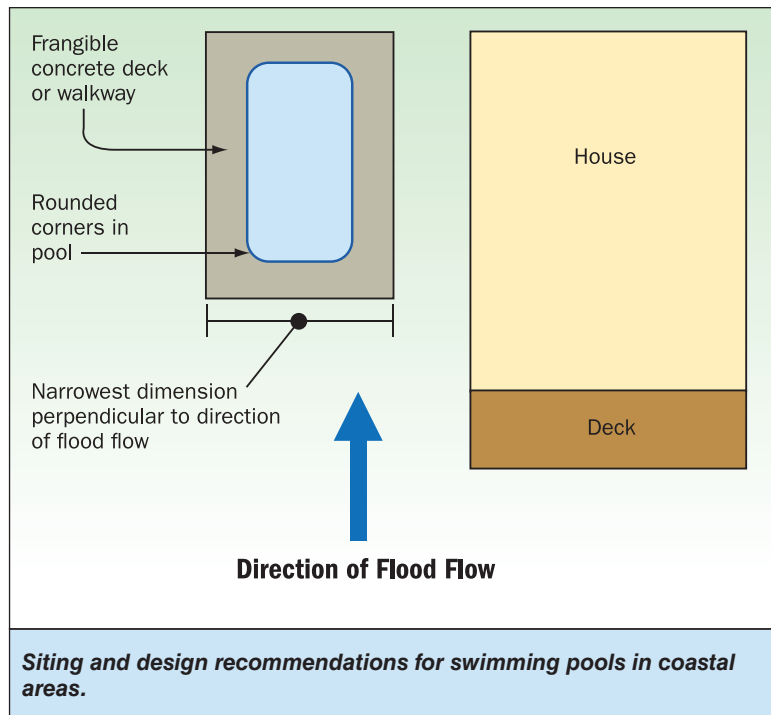 Frangible
concrete deck
or walkway
House
Rounded
corners in
pool
Narrowest dimension
perpendicular to direction
of flood flow
Deck
Direction of Flood Flow
Siting and design recommendations for swimming pools in coastal
areas.